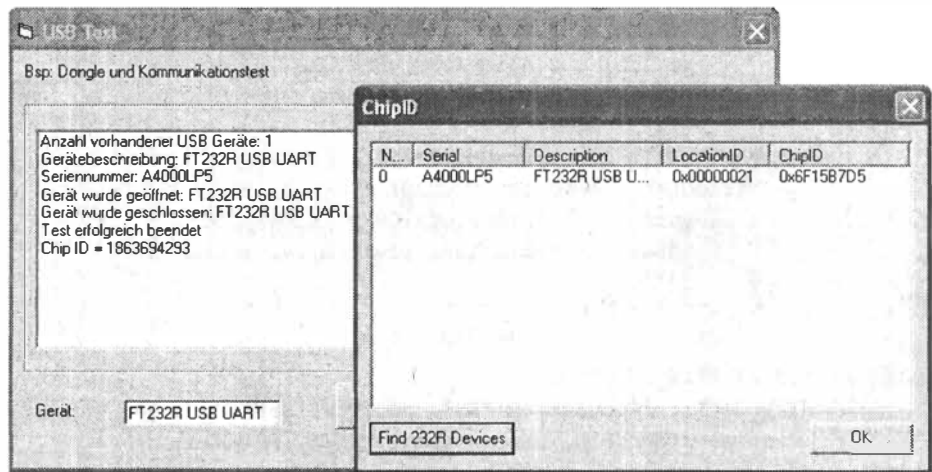 USB Test
Bsp: Dongle und Kommunikationstest
Anzahl vorhandener USB Geräte: 1
Gerätebeschreibung: FT232R USB UART
Seriennummer: A4000LP5
Gerät wurde geöffnet: FT232R USB UART
Gerät wurde geschlossen: FT232R USB UART
Test erfolgreich beendet
Chip ID = 1863694293
Gerät: FT232R USB UART
ChipID
N... Serial Description LocationID ChipID
0 A4000LP5 FT232R USB U... 0x00000021 0x6F15B7D5
Find 232R Devices OK